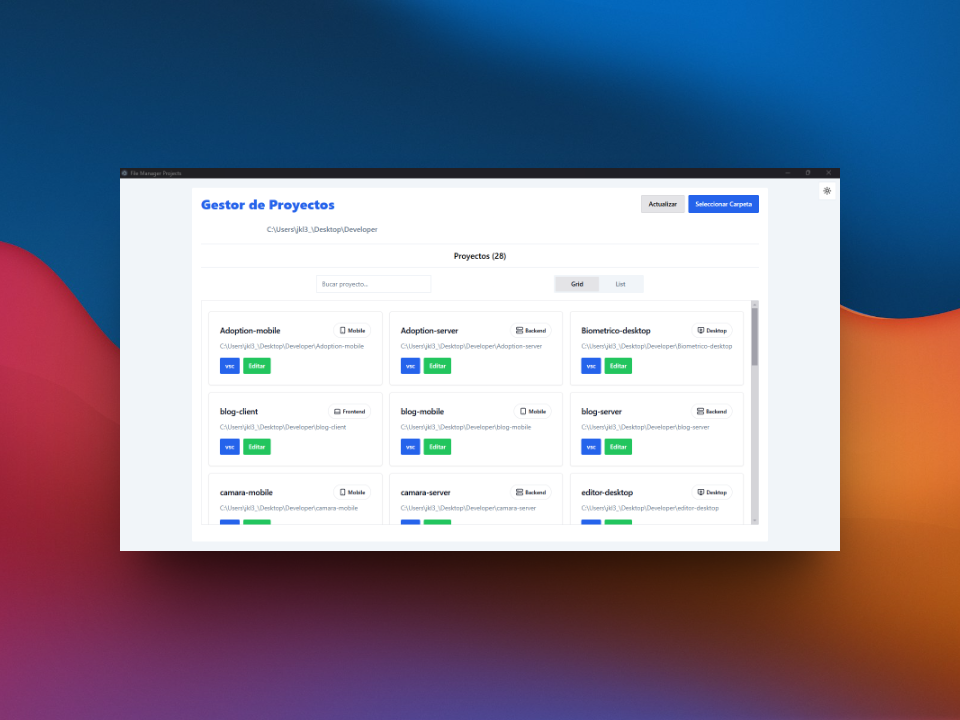 File Manager Projects
Gestor de Proyectos
Actualizar
Seleccionar Carpeta
C:\Users\jkl3_\Desktop\Developer
Proyectos (28)
Bucar proyecto...
Grid
List
Adoption-mobile
Mobile
C:\Users\jkl3_\Desktop\Developer\Adoption-mobile
vsc
Editar
Adoption-server
Backend
C:\Users\jkl3_\Desktop\Developer\Adoption-server
vsc
Editar
Biometrico-desktop
Desktop
C:\Users\jkl3_\Desktop\Developer\Biometrico-desktop
vsc
Editar
blog-client
Frontend
C:\Users\jkl3_\Desktop\Developer\blog-client
vsc
Editar
blog-mobile
Mobile
C:\Users\jkl3_\Desktop\Developer\blog-mobile
vsc
Editar
blog-server
Backend
C:\Users\jkl3_\Desktop\Developer\blog-server
vsc
Editar
camara-mobile
Mobile
C:\Users\jkl3_\Desktop\Developer\camara-mobile
camara-server
Backend
C:\Users\jkl3_\Desktop\Developer\camara-server
editor-desktop
Desktop
C:\Users\jkl3_\Desktop\Developer\editor-desktop